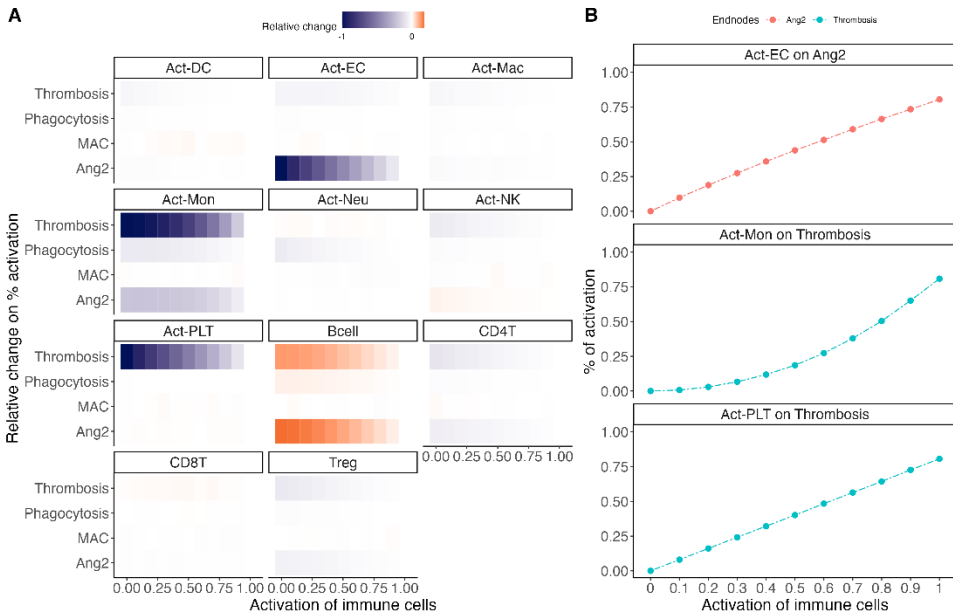 A
Relative change
-1 0
Relative change on % activation
Act-DC Act-EC Act-Mac
Thrombosis
Phagocytosis
MAC
Ang2
Act-Mon Act-Neu Act-NK
Thrombosis
Phagocytosis
MAC
Ang2
Act-PLT Bcell CD4T
Thrombosis
Phagocytosis
MAC
Ang2
0.00 0.25 0.50 0.75 1.00
CD8T Treg
Thrombosis
Phagocytosis
MAC
Ang2
0.00 0.25 0.50 0.75 1.00 0.00 0.25 0.50 0.75 1.00
Activation of immune cells
B
Endnodes Ang2 Thrombosis
% of activation
Act-EC on Ang2
1.00
0.75
0.50
0.25
0.00
Act-Mon on Thrombosis
1.00
0.75
0.50
0.25
0.00
Act-PLT on Thrombosis
1.00
0.75
0.50
0.25
0.00
0 0.1 0.2 0.3 0.4 0.5 0.6 0.7 0.8 0.9 1
Activation of immune cells